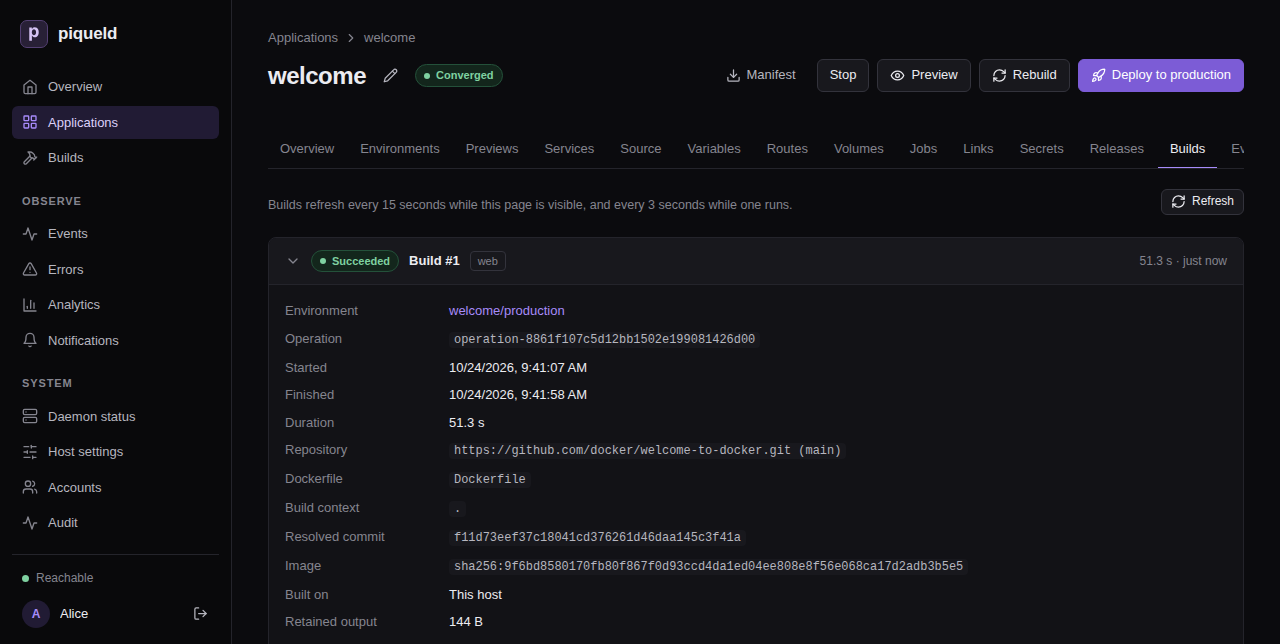 p piqueld
Overview
Applications
Builds
OBSERVE
Events
Errors
Analytics
Notifications
SYSTEM
Daemon status
Host settings
Accounts
Audit
Reachable
A Alice
Applications > welcome
welcome Converged Manifest Stop Preview Rebuild Deploy to production
Overview Environments Previews Services Source Variables Routes Volumes Jobs Links Secrets Releases Builds Ev
Builds refresh every 15 seconds while this page is visible, and every 3 seconds while one runs. Refresh
Succeeded Build #1 web 51.3 s · just now
Environment welcome/production
Operation operation-8861f107c5d12bb1502e199081426d00
Started 10/24/2026, 9:41:07 AM
Finished 10/24/2026, 9:41:58 AM
Duration 51.3 s
Repository https://github.com/docker/welcome-to-docker.git (main)
Dockerfile Dockerfile
Build context .
Resolved commit f11d73eef37c18041cd376261d46daa145c3f41a
Image sha256:9f6bd8580170fb80f867f0d93ccd4da1ed04ee808e8f56e068ca17d2adb3b5e5
Built on This host
Retained output 144 B